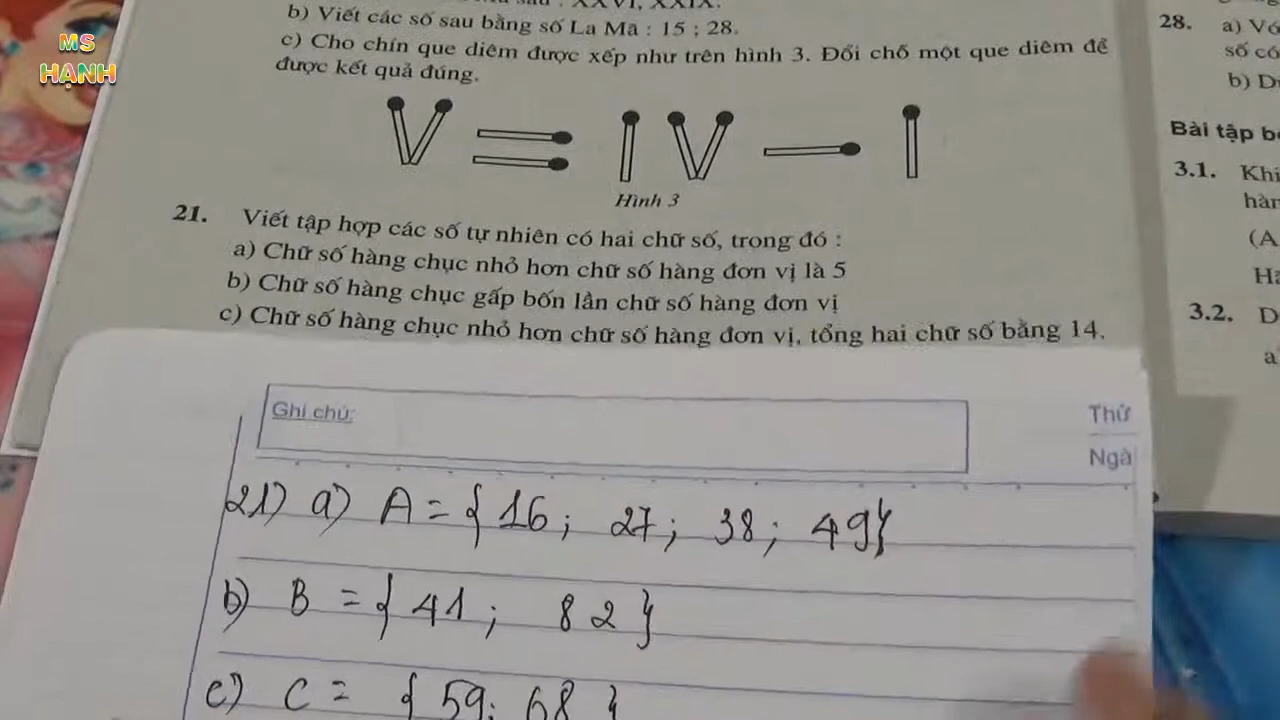 MS
HẠNH
XXVI, XXIX.
b) Viết các số sau bằng số La Mã : 15 ; 28.
c) Cho chín que diêm được xếp như trên hình 3. Đổi chỗ một que diêm để
được kết quả đúng.
Hình 3
21. Viết tập hợp các số tự nhiên có hai chữ số, trong đó :
a) Chữ số hàng chục nhỏ hơn chữ số hàng đơn vị là 5
b) Chữ số hàng chục gấp bốn lần chữ số hàng đơn vị
c) Chữ số hàng chục nhỏ hơn chữ số hàng đơn vị, tổng hai chữ số bằng 14.
28. a)
số
b)
Bài tập
3.1. Khi
(A
3.2.
a
Ghi chú:
Thứ
Ngà
21) a) A = { 16 ; 27 ; 38 ; 49}
b) B = { 41 ; 82 }
c) C = { 59; 68 }